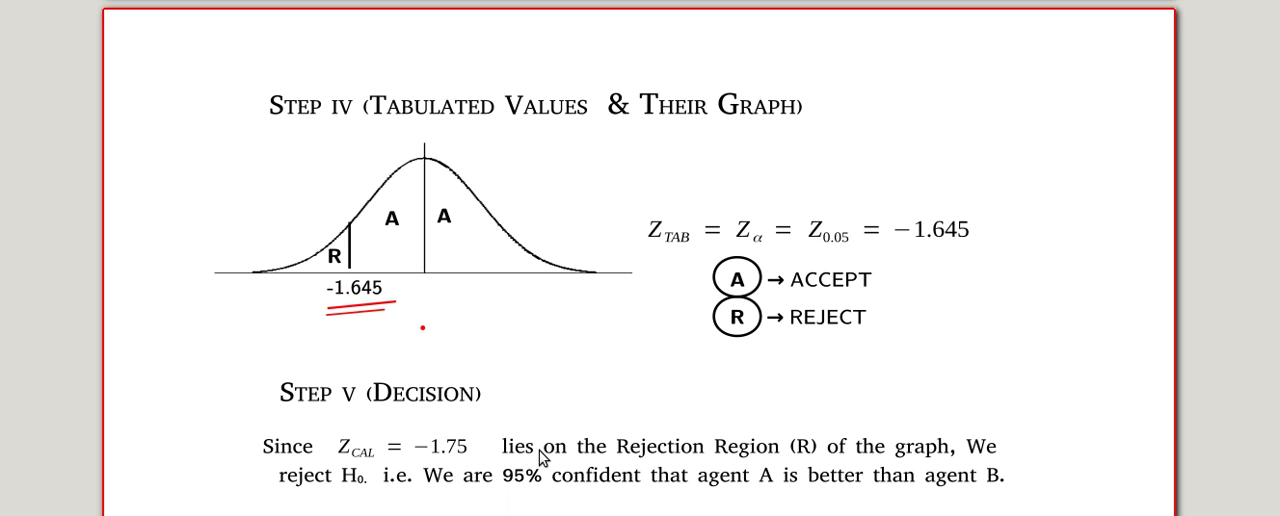 STEP IV (TABULATED VALUES & THEIR GRAPH)
A A
R
-1.645
Z_TAB = Z_α = Z_0.05 = −1.645
A → ACCEPT
R → REJECT
STEP V (DECISION)
Since Z_CAL = −1.75 lies on the Rejection Region (R) of the graph, We
reject H₀. i.e. We are 95% confident that agent A is better than agent B.